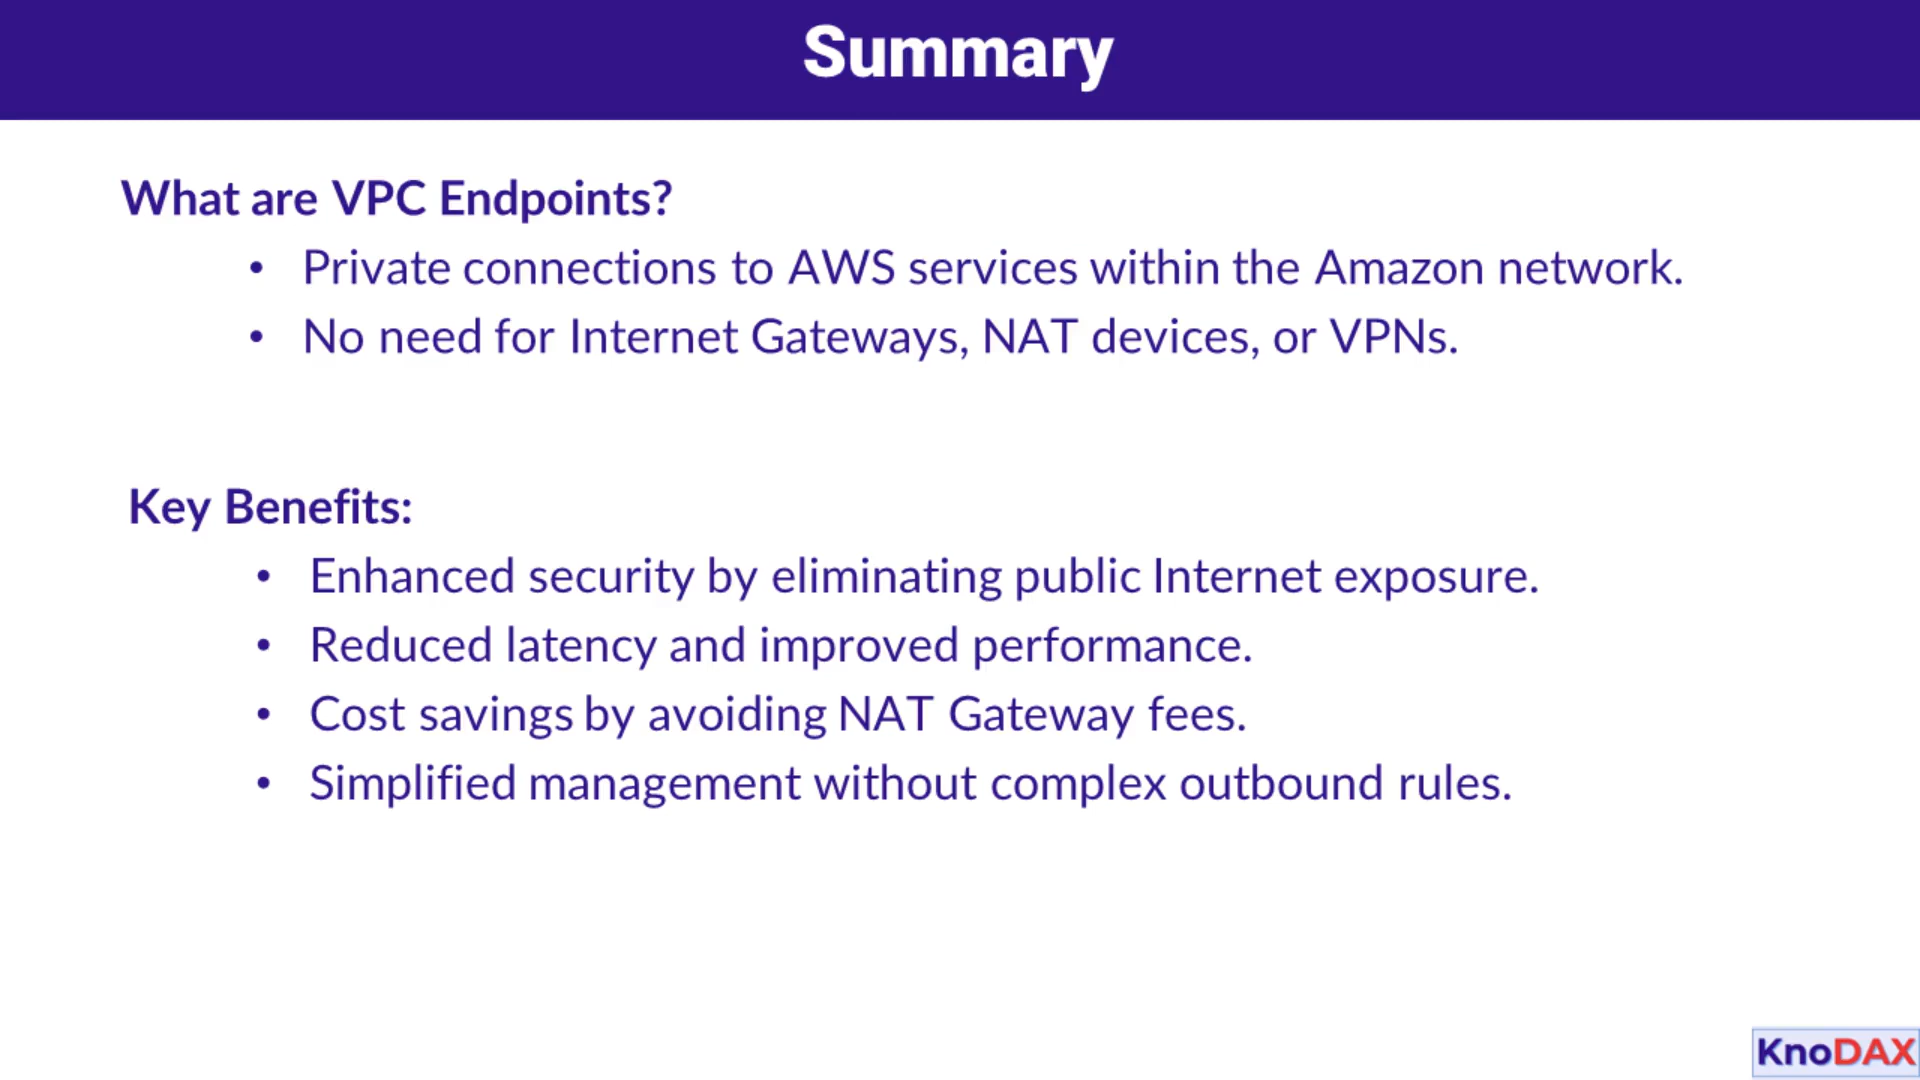 Summary
What are VPC Endpoints?
• Private connections to AWS services within the Amazon network.
• No need for Internet Gateways, NAT devices, or VPNs.
Key Benefits:
• Enhanced security by eliminating public Internet exposure.
• Reduced latency and improved performance.
• Cost savings by avoiding NAT Gateway fees.
• Simplified management without complex outbound rules.
KnoDAX